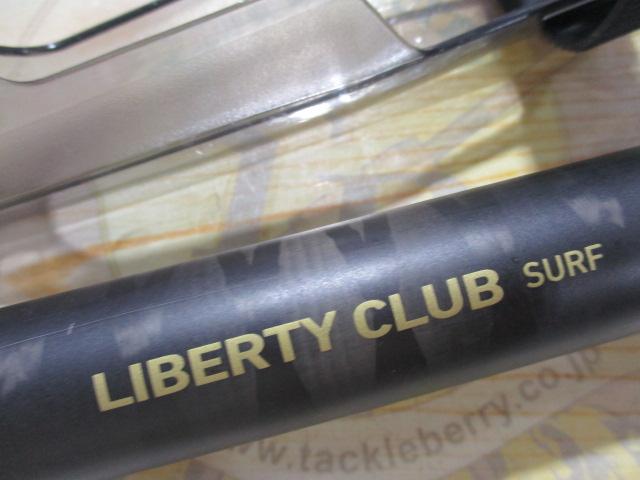 LIBERTY CLUB SURF
www.tackleberry.co.jp